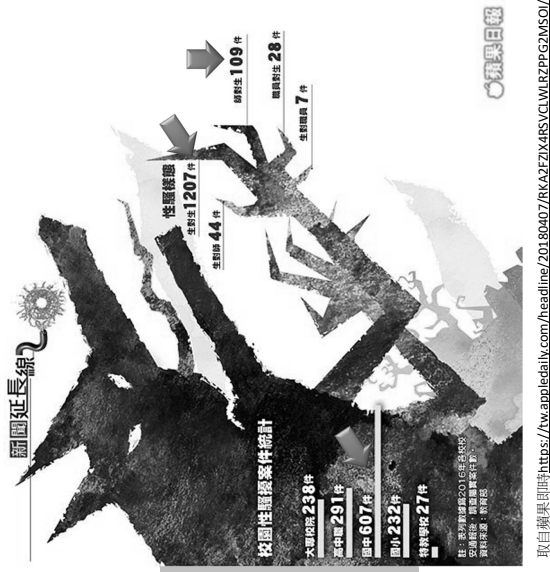 新聞延長線
校園性騷擾案件統計
大專校院 238件
高中職 291件
國中 607件
國小 232件
特教學校 27件
註：表列數據為2016年各級校
安通報後，調查屬實案件數。
資料來源：教育部
性騷樣態
生對生 1207件
生對師 44件
師對生 109件
職員對生 28件
生對職員 7件
蘋果日報
取自蘋果即時https://tw.appledaily.com/headline/20180407/RKA2FZIX4RSVCLWLRZPPG2MSOI/